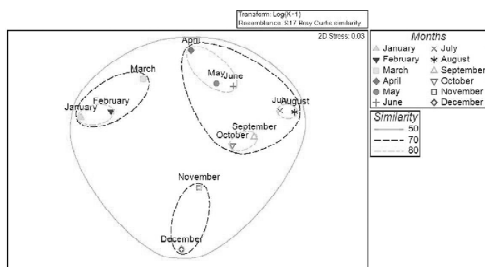 Transform: Log(X+1)
Resemblance: S17 Bray Curtis similarity
2D Stress: 0.03
April
March
May
June
January
February
July
August
September
October
November
December
Months
January
February
March
April
May
June
July
August
September
October
November
December
Similarity
50
70
80